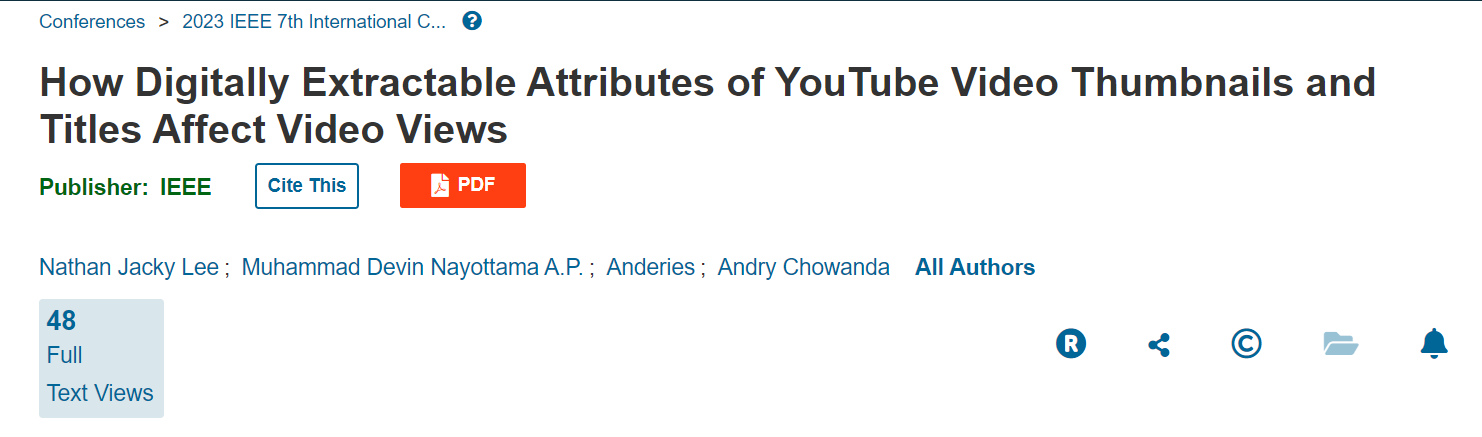 Conferences > 2023 IEEE 7th International C... ?
How Digitally Extractable Attributes of YouTube Video Thumbnails and
Titles Affect Video Views
Publisher: IEEE Cite This PDF
Nathan Jacky Lee ; Muhammad Devin Nayottama A.P. ; Anderies ; Andry Chowanda All Authors
48
Full
Text Views
R ©